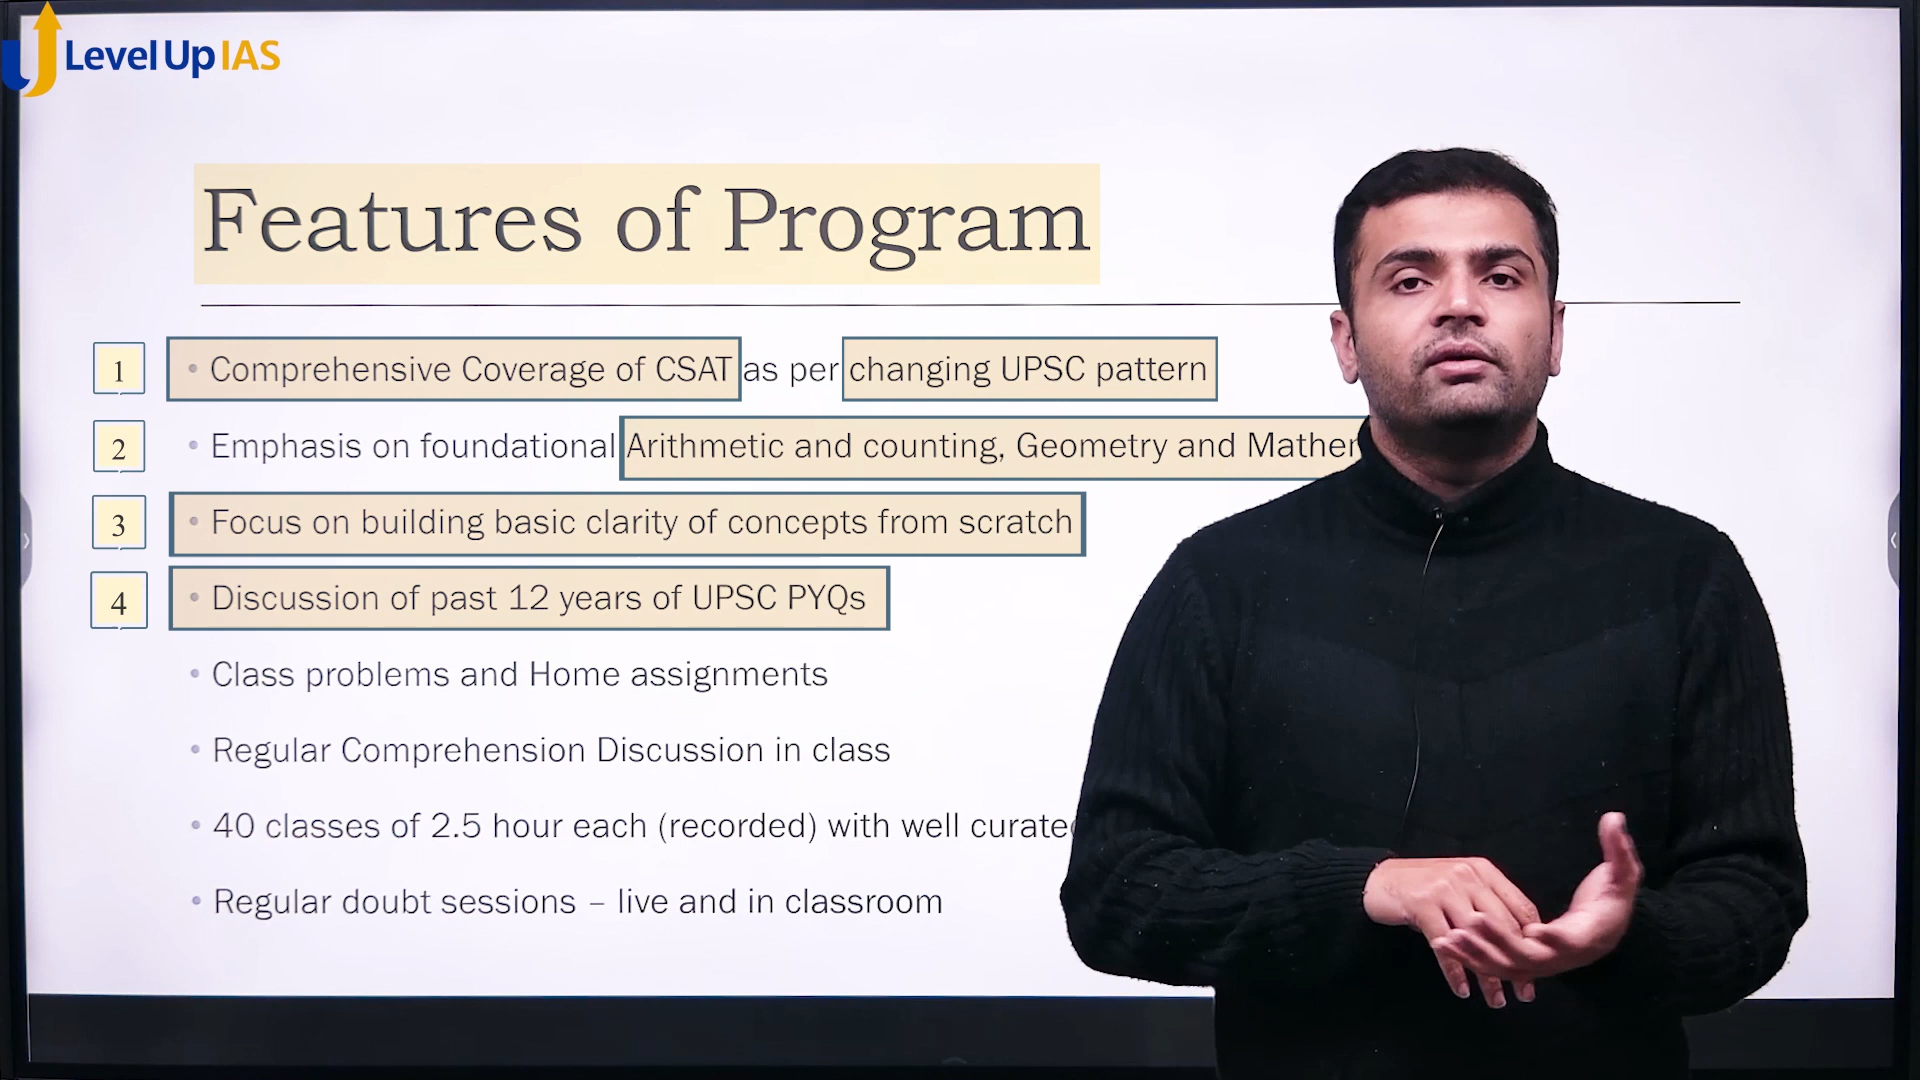 Level Up IAS
Features of Program
1 • Comprehensive Coverage of CSAT as per changing UPSC pattern
2 • Emphasis on foundational Arithmetic and counting, Geometry and
3 • Focus on building basic clarity of concepts from scratch
4 • Discussion of past 12 years of UPSC PYQs
• Class problems and Home assignments
• Regular Comprehension Discussion in class
• 40 classes of 2.5 hour each (recorded) with well
• Regular doubt sessions – live and in classroom